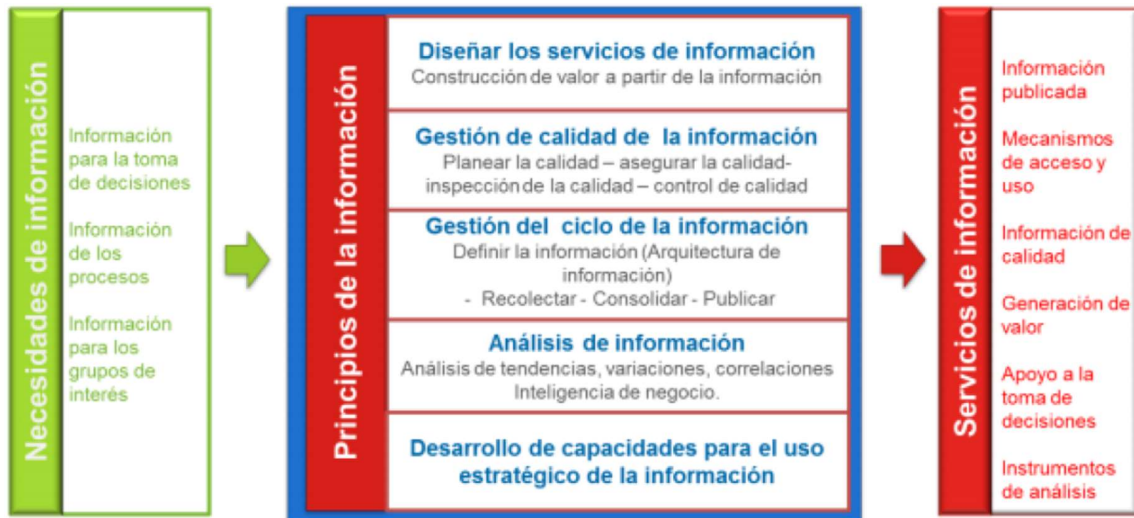 Necesidades de información
Información
para la toma
de decisiones
Información
de los
procesos
Información
para los
grupos de
interés
Principios de la información
Diseñar los servicios de información
Construcción de valor a partir de la información
Gestión de calidad de la información
Planear la calidad – asegurar la calidad-
inspección de la calidad – control de calidad
Gestión del ciclo de la información
Definir la información (Arquitectura de
información)
- Recolectar - Consolidar - Publicar
Análisis de información
Análisis de tendencias, variaciones, correlaciones
Inteligencia de negocio.
Desarrollo de capacidades para el uso
estratégico de la información
Servicios de información
Información
publicada
Mecanismos
de acceso y
uso
Información de
calidad
Generación de
valor
Apoyo a la
toma de
decisiones
Instrumentos
de análisis